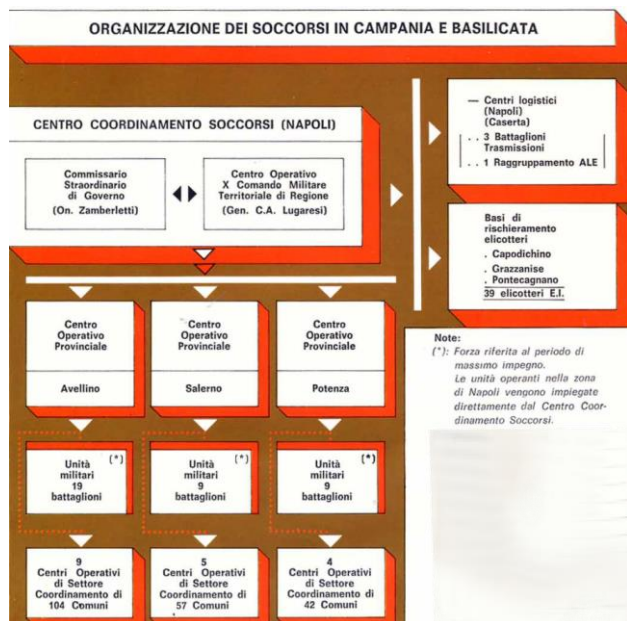 ORGANIZZAZIONE DEI SOCCORSI IN CAMPANIA E BASILICATA
CENTRO COORDINAMENTO SOCCORSI (NAPOLI)
Commissario
Straordinario
di Governo
(On. Zamberletti)
Centro Operativo
X Comando Militare
Territoriale di Regione
(Gen. C.A. Lugaresi)
— Centri logistici
(Napoli)
(Caserta)
. . 3 Battaglioni
Trasmissioni
. . 1 Raggruppamento ALE
Basi di
rischieramento
elicotteri
. Capodichino
. Grazzanise
. Pontecagnano
39 elicotteri E.I.
Centro
Operativo
Provinciale
Avellino
Centro
Operativo
Provinciale
Salerno
Centro
Operativo
Provinciale
Potenza
Note:
(*): Forza riferita al periodo di
massimo impegno.
Le unità operanti nella zona
di Napoli vengono impiegate
direttamente dal Centro Coor-
dinamento Soccorsi.
(*)
Unità
militari
19
battaglioni
(*)
Unità
militari
9
battaglioni
(*)
Unità
militari
9
battaglioni
9
Centri Operativi
di Settore
Coordinamento di
104 Comuni
5
Centri Operativi
di Settore
Coordinamento di
57 Comuni
4
Centri Operativi
di Settore
Coordinamento di
42 Comuni